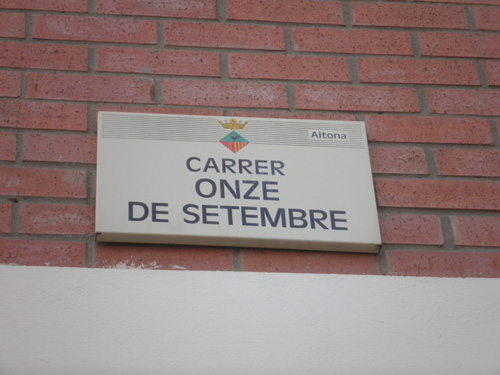 Aitona
CARRER
ONZE
DE SETEMBRE